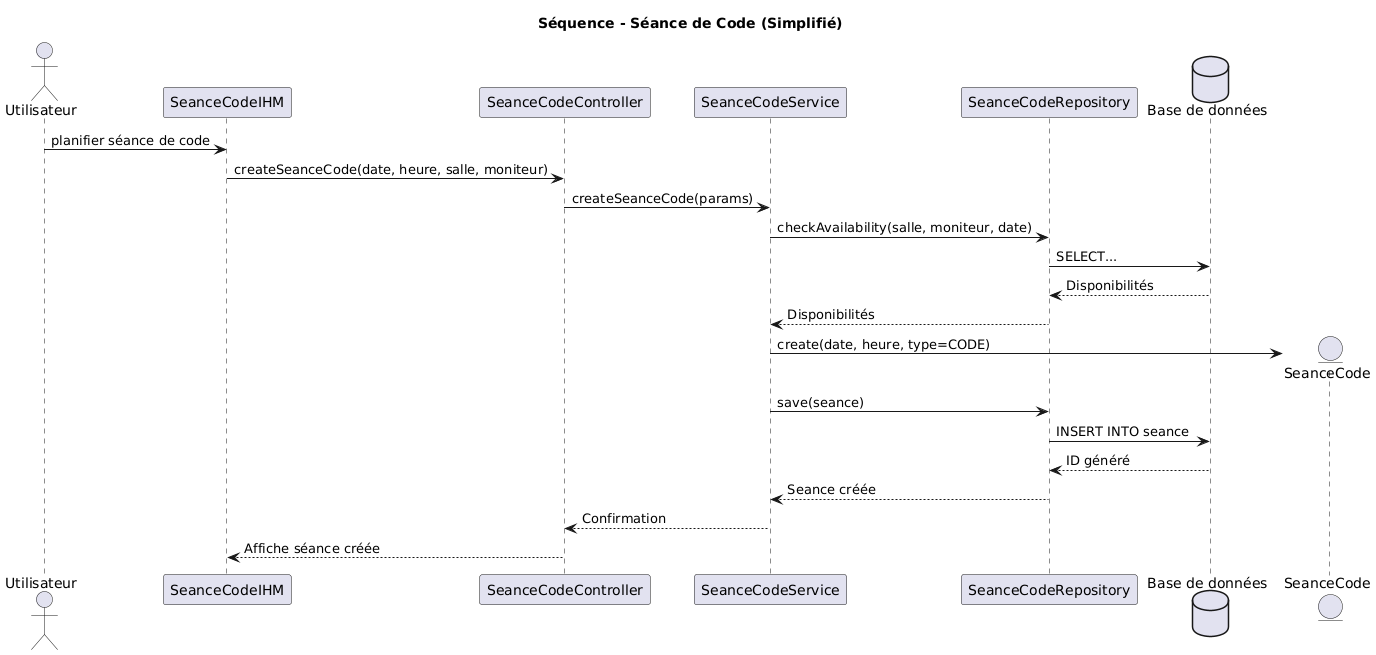 Séquence - Séance de Code (Simplifié)
Utilisateur
SeanceCodeIHM
SeanceCodeController
SeanceCodeService
SeanceCodeRepository
Base de données
planifier séance de code
createSeanceCode(date, heure, salle, moniteur)
createSeanceCode(params)
checkAvailability(salle, moniteur, date)
SELECT...
Disponibilités
Disponibilités
create(date, heure, type=CODE)
SeanceCode
save(seance)
INSERT INTO seance
ID généré
Seance créée
Confirmation
Affiche séance créée
Utilisateur
SeanceCodeIHM
SeanceCodeController
SeanceCodeService
SeanceCodeRepository
Base de données
SeanceCode